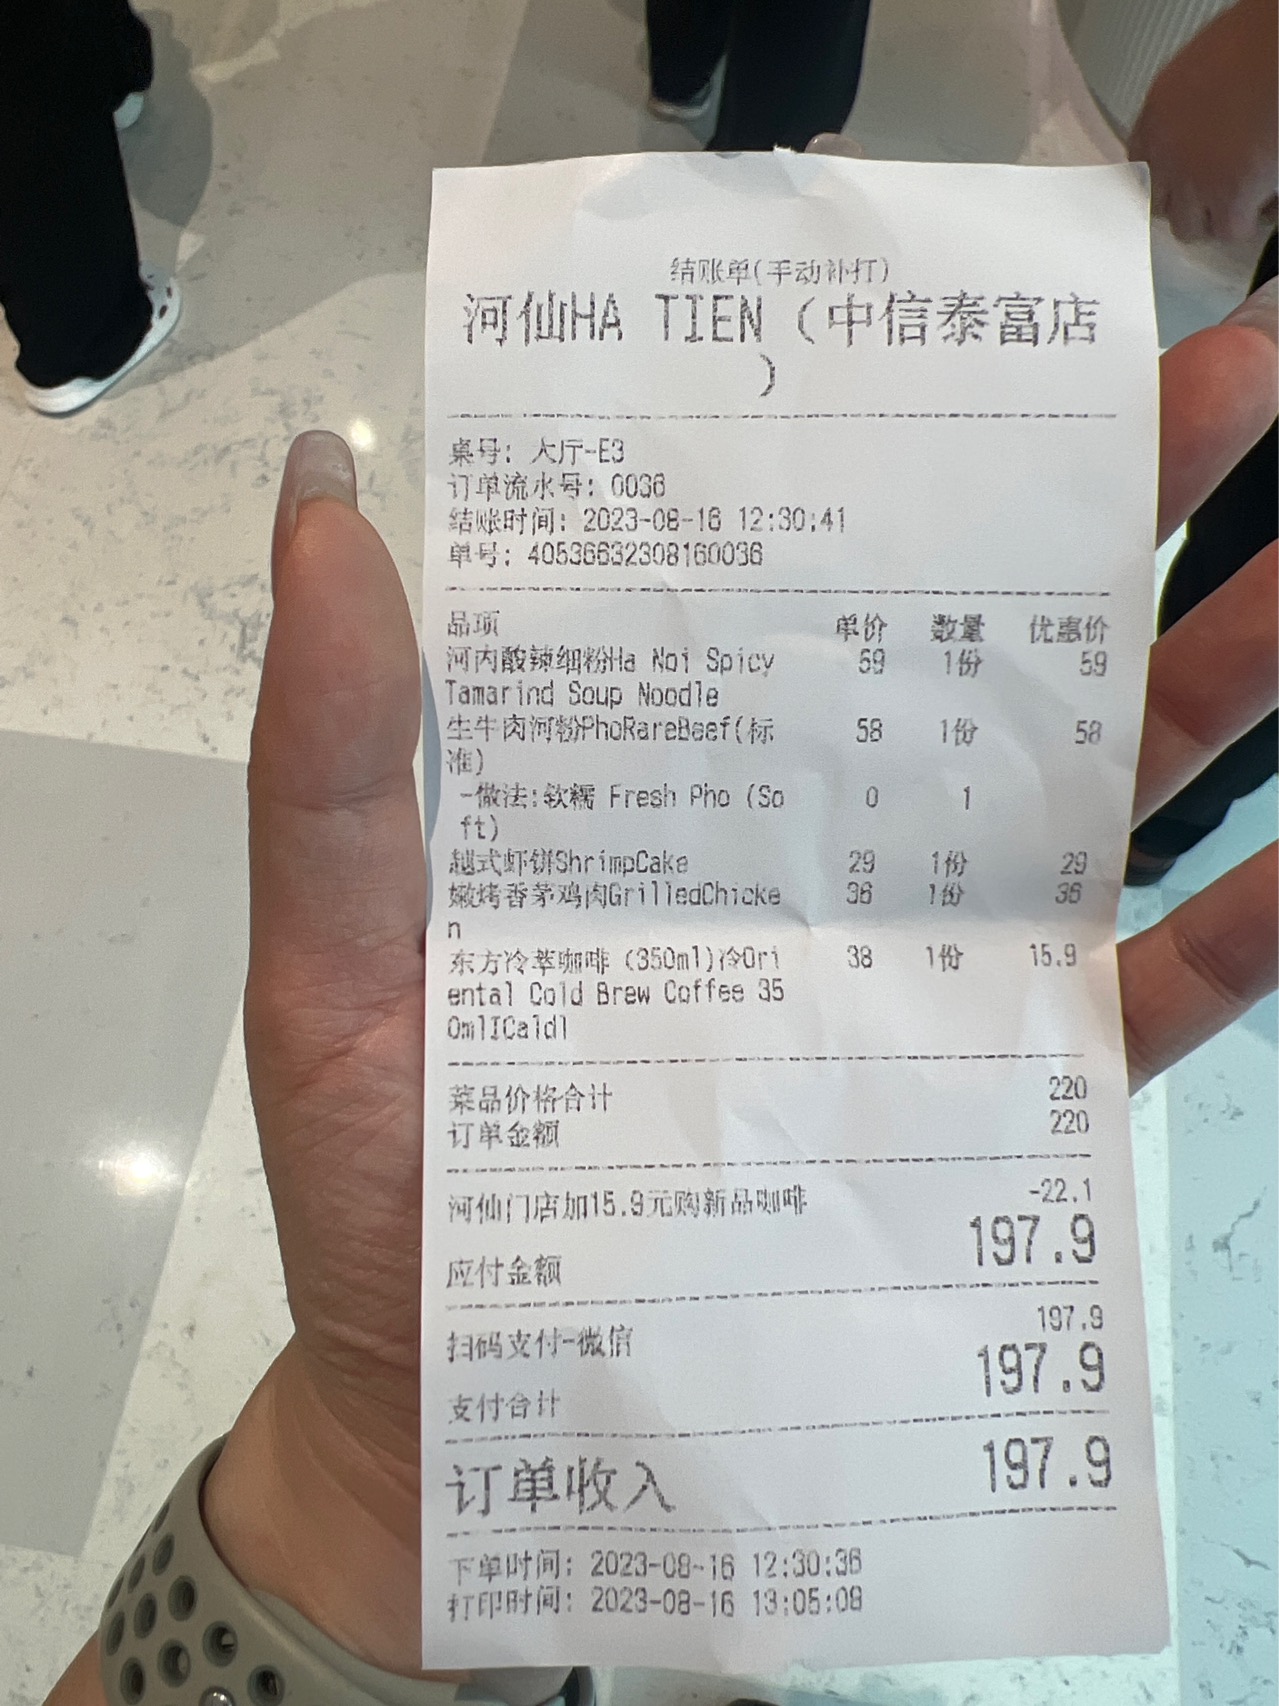 结账单(手动补打)
河仙HA TIEN (中信泰富店
)
桌号: 大厅-E3
订单流水号: 0036
结账时间: 2023-08-16 12:30:41
单号: 40536632308160036
品项 单价 数量 优惠价
河内酸辣细粉Ha Noi Spicy 59 1份 59
Tamarind Soup Noodle
生牛肉河粉PhoRareBeef(标 58 1份 58
准)
-做法:软糯 Fresh Pho (So 0 1
ft)
越式虾饼ShrimpCake 29 1份 29
嫩烤香茅鸡肉GrilledChicke 36 1份 36
n
东方冷萃咖啡 (350ml)冷Ori 38 1份 15.9
ental Cold Brew Coffee 35
0mlICaldl
菜品价格合计 220
订单金额 220
河仙门店加15.9元购新品咖啡 -22.1
应付金额 197.9
扫码支付-微信 197.9
支付合计 197.9
订单收入 197.9
下单时间: 2023-08-16 12:30:36
打印时间: 2023-08-16 13:05:08